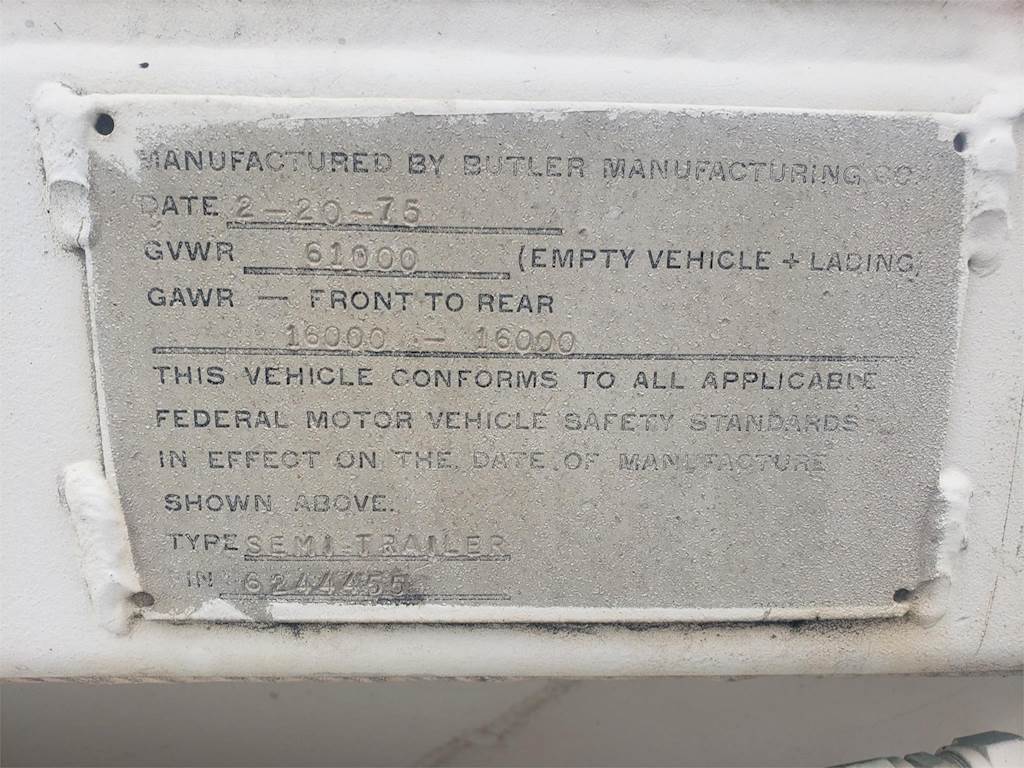 MANUFACTURED BY BUTLER MANUFACTURING CO.
DATE 2-20-75
GVWR 61000 (EMPTY VEHICLE + LADING)
GAWR — FRONT TO REAR
16000 - 16000
THIS VEHICLE CONFORMS TO ALL APPLICABLE
FEDERAL MOTOR VEHICLE SAFETY STANDARDS
IN EFFECT ON THE DATE OF MANUFACTURE
SHOWN ABOVE.
TYPE SEMI-TRAILER
VIN 6244455